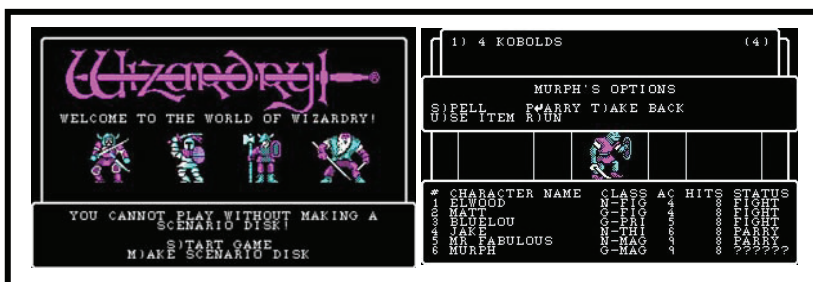 Wizardry!
WELCOME TO THE WORLD OF WIZARDRY!
YOU CANNOT PLAY WITHOUT MAKING A
SCENARIO DISK!
S)TART GAME
M)AKE SCENARIO DISK
1) 4 KOBOLDS (4)
MURPH'S OPTIONS
S)PELL P↵ARRY T)AKE BACK
U)SE ITEM R)UN
# CHARACTER NAME CLASS AC HITS STATUS
1 ELWOOD N-FIG 4 8 FIGHT
2 MATT G-FIG 4 8 FIGHT
3 BLUELOU G-PRI 5 8 FIGHT
4 JAKE N-THI 6 8 PARRY
5 MR FABULOUS N-MAG 9 8 PARRY
6 MURPH G-MAG 9 8 ??????